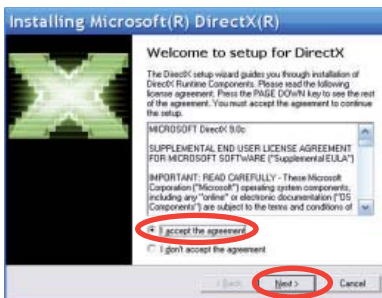 Installing Microsoft(R) DirectX(R)
Welcome to setup for DirectX
The DirectX setup wizard guides you through installation of
DirectX Runtime Components. Please read the following
license agreement. Press the PAGE DOWN key to see the rest
of the agreement. You must accept the agreement to continue
the setup.
MICROSOFT DirectX 9.0c
SUPPLEMENTAL END USER LICENSE AGREEMENT
FOR MICROSOFT SOFTWARE ("Supplemental EULA")
IMPORTANT: READ CAREFULLY - These Microsoft
Corporation ("Microsoft") operating system components,
including any "online" or electronic documentation ("OS
Components") are subject to the terms and conditions of
I accept the agreement
I don't accept the agreement
< Back
Next >
Cancel